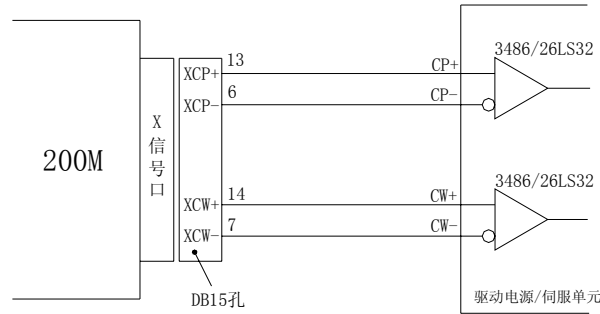 200M
X信号口
XCP+
13
CP+
3486/26LS32
XCP-
6
CP-
XCW+
14
CW+
3486/26LS32
XCW-
7
CW-
DB15孔
驱动电源/伺服单元